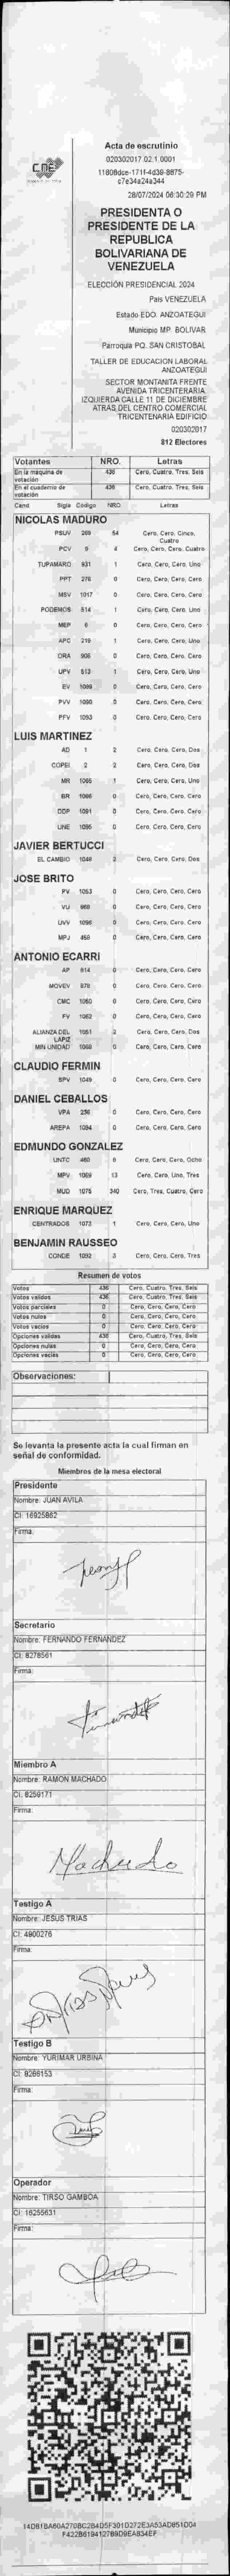 CNE
Acta de escrutinio
020302017.02.1.0001
11808dce-171f-4d39-8875-
c7e34a24a344
28/07/2024 06:30:29 PM
PRESIDENTA O
PRESIDENTE DE LA
REPUBLICA
BOLIVARIANA DE
VENEZUELA
ELECCIÓN PRESIDENCIAL 2024
Pais VENEZUELA
Estado EDO. ANZOATEGUI
Municipio MP. BOLIVAR
Parroquia PQ. SAN CRISTOBAL
TALLER DE EDUCACION LABORAL
ANZOATEGUI
SECTOR MONTANITA FRENTE
AVENIDA TRICENTENARIA.
IZQUIERDA CALLE 11 DE DICIEMBRE
ATRAS DEL CENTRO COMERCIAL
TRICENTENARIA EDIFICIO
020302017
812 Electores
Votantes NRO. Letras
En la maquina de votación 436 Cero, Cuatro, Tres, Seis
En el cuaderno de votación 436 Cero, Cuatro, Tres, Seis
Cand Sigla Codigo NRO. Letras
NICOLAS MADURO
PSUV 269 54 Cero, Cero, Cinco, Cuatro
PCV 9 4 Cero, Cero, Cero, Cuatro
TUPAMARO 931 1 Cero, Cero, Cero, Uno
PPT 276 0 Cero, Cero, Cero, Cero
MSV 1017 0 Cero, Cero, Cero, Cero
PODEMOS 514 1 Cero, Cero, Cero, Uno
MEP 6 0 Cero, Cero, Cero, Cero
APC 219 1 Cero, Cero, Cero, Uno
ORA 906 0 Cero, Cero, Cero, Cero
UPV 513 1 Cero, Cero, Cero, Uno
EV 1099 0 Cero, Cero, Cero, Cero
PVV 1090 0 Cero, Cero, Cero, Cero
PFV 1093 0 Cero, Cero, Cero, Cero
LUIS MARTINEZ
AD 1 2 Cero, Cero, Cero, Dos
COPEI 2 2 Cero, Cero, Cero, Dos
MR 1065 1 Cero, Cero, Cero, Uno
BR 1066 0 Cero, Cero, Cero, Cero
DDP 1091 0 Cero, Cero, Cero, Cero
UNE 1095 0 Cero, Cero, Cero, Cero
JAVIER BERTUCCI
EL CAMBIO 1048 2 Cero, Cero, Cero, Dos
JOSE BRITO
PV 1053 0 Cero, Cero, Cero, Cero
VU 968 0 Cero, Cero, Cero, Cero
UVV 1096 0 Cero, Cero, Cero, Cero
MPJ 459 0 Cero, Cero, Cero, Cero
ANTONIO ECARRI
AP 614 0 Cero, Cero, Cero, Cero
MOVEV 978 0 Cero, Cero, Cero, Cero
CMC 1060 0 Cero, Cero, Cero, Cero
FV 1062 0 Cero, Cero, Cero, Cero
ALIANZA DEL LAPIZ 1051 2 Cero, Cero, Cero, Dos
MIN UNIDAD 1068 0 Cero, Cero, Cero, Cero
CLAUDIO FERMIN
SPV 1049 0 Cero, Cero, Cero, Cero
DANIEL CEBALLOS
VPA 256 0 Cero, Cero, Cero, Cero
AREPA 1094 0 Cero, Cero, Cero, Cero
EDMUNDO GONZALEZ
UNTC 460 8 Cero, Cero, Cero, Ocho
MPV 1069 13 Cero, Cero, Uno, Tres
MUD 1075 340 Cero, Tres, Cuatro, Cero
ENRIQUE MARQUEZ
CENTRADOS 1073 1 Cero, Cero, Cero, Uno
BENJAMIN RAUSSEO
CONDE 1092 3 Cero, Cero, Cero, Tres
Resumen de votos
Votos 436 Cero, Cuatro, Tres, Seis
Votos validos 436 Cero, Cuatro, Tres, Seis
Votos parciales 0 Cero, Cero, Cero, Cero
Votos nulos 0 Cero, Cero, Cero, Cero
Votos vacios 0 Cero, Cero, Cero, Cero
Opciones validas 436 Cero, Cuatro, Tres, Seis
Opciones nulas 0 Cero, Cero, Cero, Cero
Opciones vacias 0 Cero, Cero, Cero, Cero
Observaciones:
Se levanta la presente acta la cual firman en
señal de conformidad.
Miembros de la mesa electoral
Presidente
Nombre: JUAN AVILA
CI: 16925862
Firma:
Secretario
Nombre: FERNANDO FERNANDEZ
CI: 8278561
Firma:
Miembro A
Nombre: RAMON MACHADO
CI: 8259171
Firma:
Machado
Testigo A
Nombre: JESUS TRIAS
CI: 4900276
Firma:
Testigo B
Nombre: YURIMAR URBINA
CI: 8266153
Firma:
Operador
Nombre: TIRSO GAMBOA
CI: 16255631
Firma:
14D81BA60A270BC2B4D5F301D272E3A53AD851D04
F422B619412789D9EA834EF